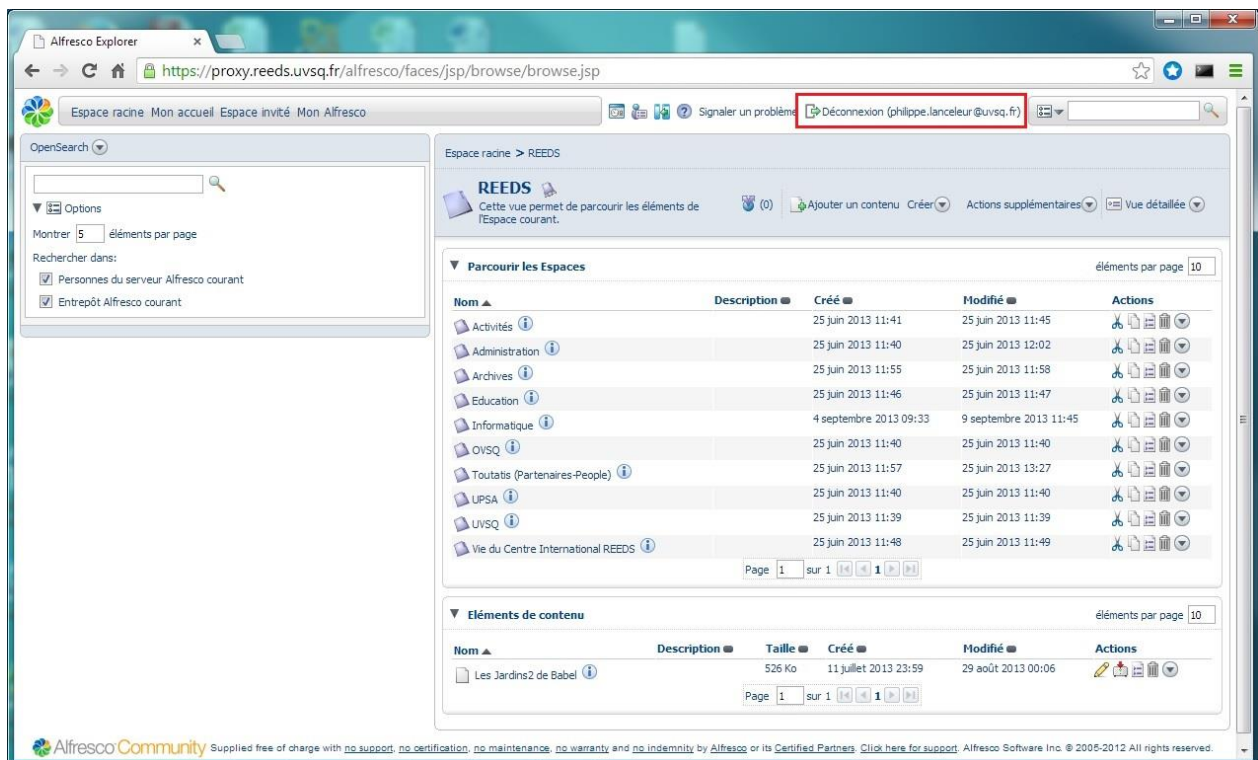 Alfresco Explorer
https://proxy.reeds.uvsq.fr/alfresco/faces/jsp/browse/browse.jsp
Espace racine Mon accueil Espace invité Mon Alfresco
Signaler un problème Déconnexion (philippe.lanceleur@uvsq.fr)
OpenSearch
Options
Montrer 5 éléments par page
Rechercher dans:
Personnes du serveur Alfresco courant
Entrepôt Alfresco courant
Espace racine > REEDS
REEDS
Cette vue permet de parcourir les éléments de
l'Espace courant.
(0) Ajouter un contenu Créer Actions supplémentaires Vue détaillée
Parcourir les Espaces éléments par page 10
Nom Description Créé Modifié Actions
Activités 25 juin 2013 11:41 25 juin 2013 11:45
Administration 25 juin 2013 11:40 25 juin 2013 12:02
Archives 25 juin 2013 11:55 25 juin 2013 11:58
Education 25 juin 2013 11:46 25 juin 2013 11:47
Informatique 4 septembre 2013 09:33 9 septembre 2013 11:45
OVSQ 25 juin 2013 11:40 25 juin 2013 11:40
Toutatis (Partenaires-People) 25 juin 2013 11:57 25 juin 2013 13:27
UPSA 25 juin 2013 11:40 25 juin 2013 11:40
UVSQ 25 juin 2013 11:39 25 juin 2013 11:39
Vie du Centre International REEDS 25 juin 2013 11:48 25 juin 2013 11:49
Page 1 sur 1 1
Eléments de contenu éléments par page 10
Nom Description Taille Créé Modifié Actions
Les Jardins2 de Babel 526 Ko 11 juillet 2013 23:59 29 août 2013 00:06
Page 1 sur 1 1
Alfresco Community Supplied free of charge with no support, no certification, no maintenance, no warranty and no indemnity by Alfresco or its Certified Partners. Click here for support. Alfresco Software Inc. © 2005-2012 All rights reserved.